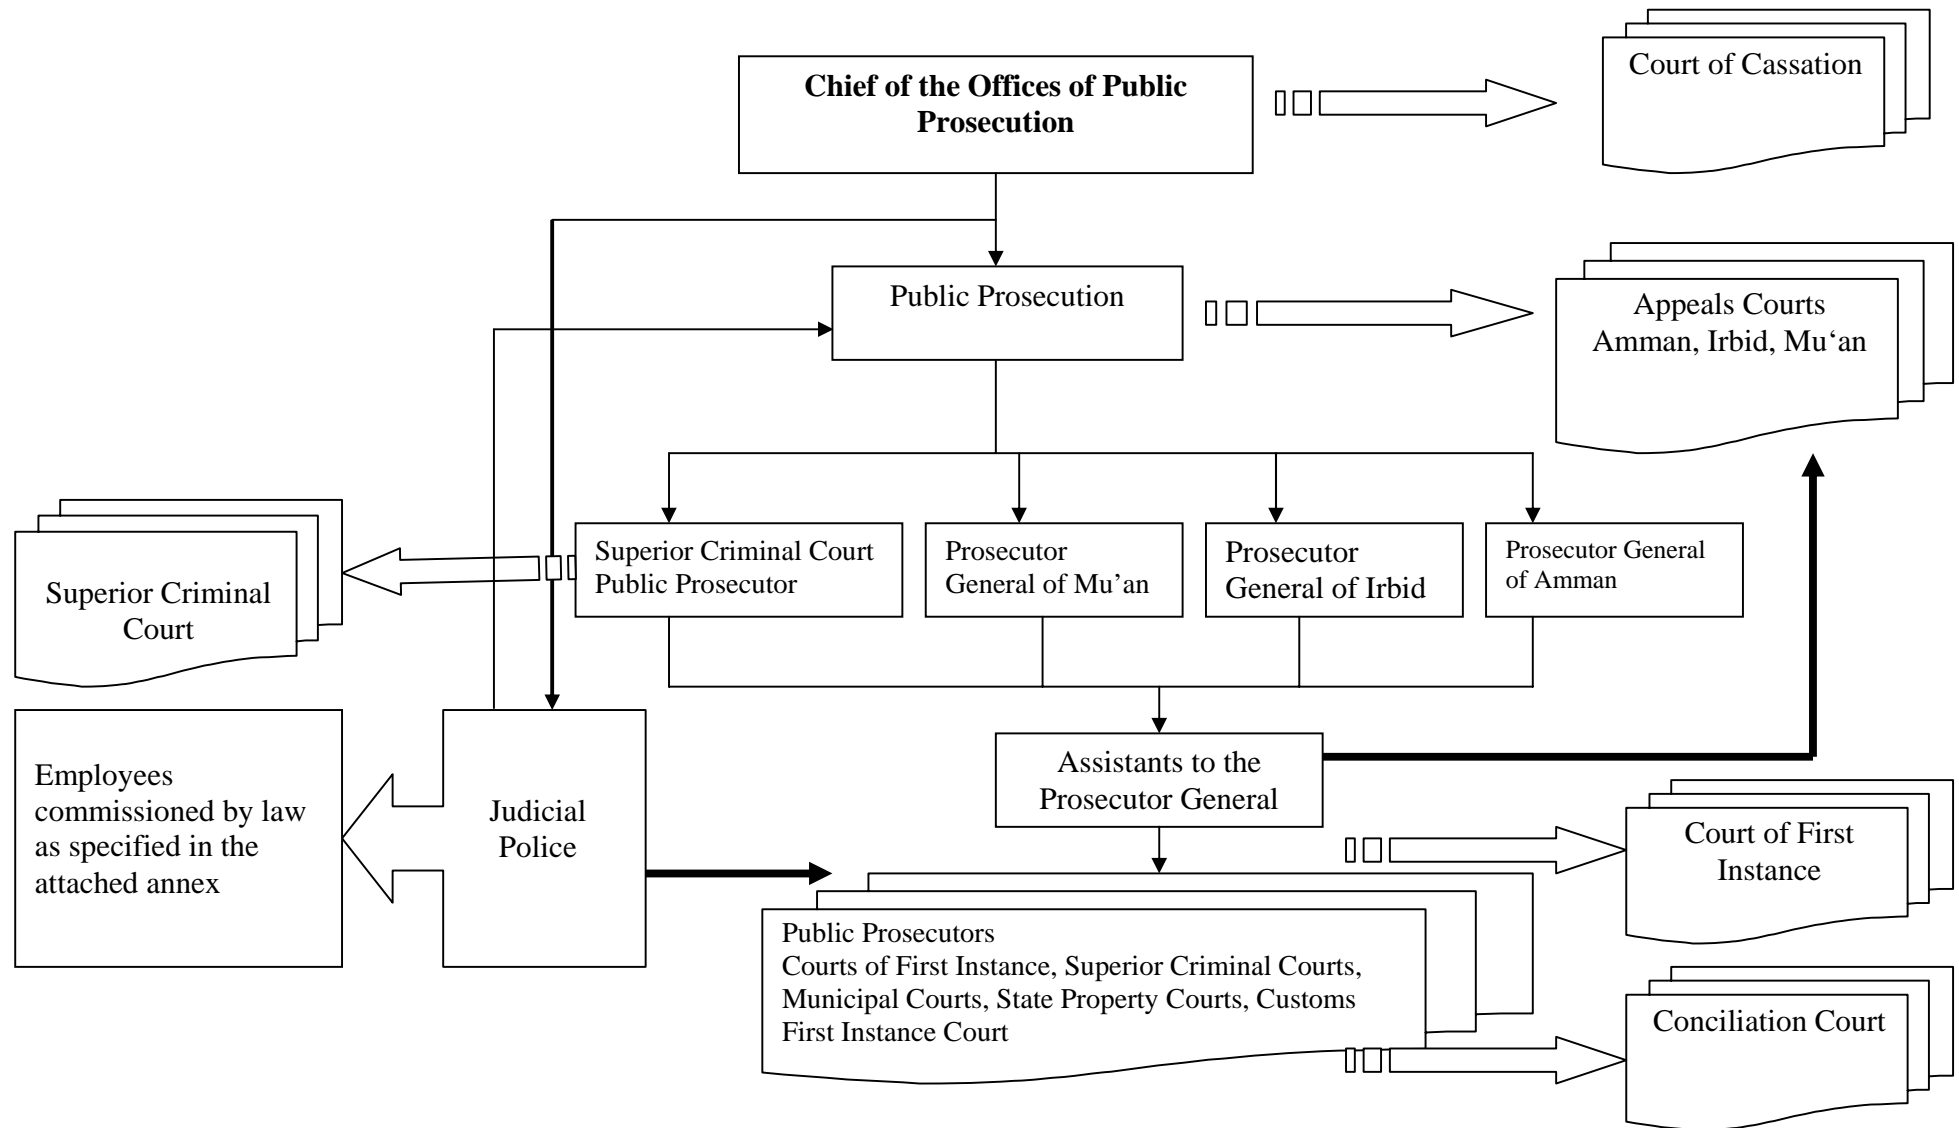 Chief of the Offices of Public
Prosecution
Court of Cassation
Public Prosecution
Appeals Courts
Amman, Irbid, Mu‘an
Superior Criminal Court
Public Prosecutor
Prosecutor
General of Mu’an
Prosecutor
General of Irbid
Prosecutor General
of Amman
Superior Criminal
Court
Employees
commissioned by law
as specified in the
attached annex
Judicial
Police
Assistants to the
Prosecutor General
Court of First
Instance
Public Prosecutors
Courts of First Instance, Superior Criminal Courts,
Municipal Courts, State Property Courts, Customs
First Instance Court
Conciliation Court